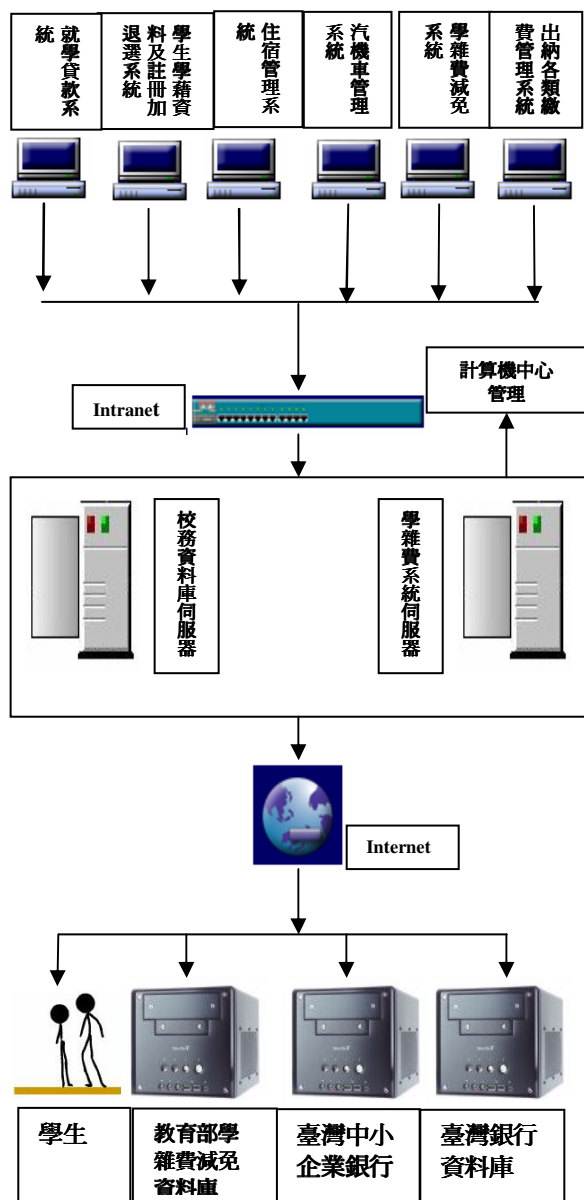 就學貸款系
統
學生學藉資
料及註冊加
退選系統
住宿管理系
統
汽機車管理
系統
學雜費減免
系統
出納各類繳
費管理系統
計算機中心
管理
Intranet
校務資料庫伺服器
學雜費系統伺服器
Internet
學生
教育部學
雜費減免
資料庫
臺灣中小
企業銀行
臺灣銀行
資料庫